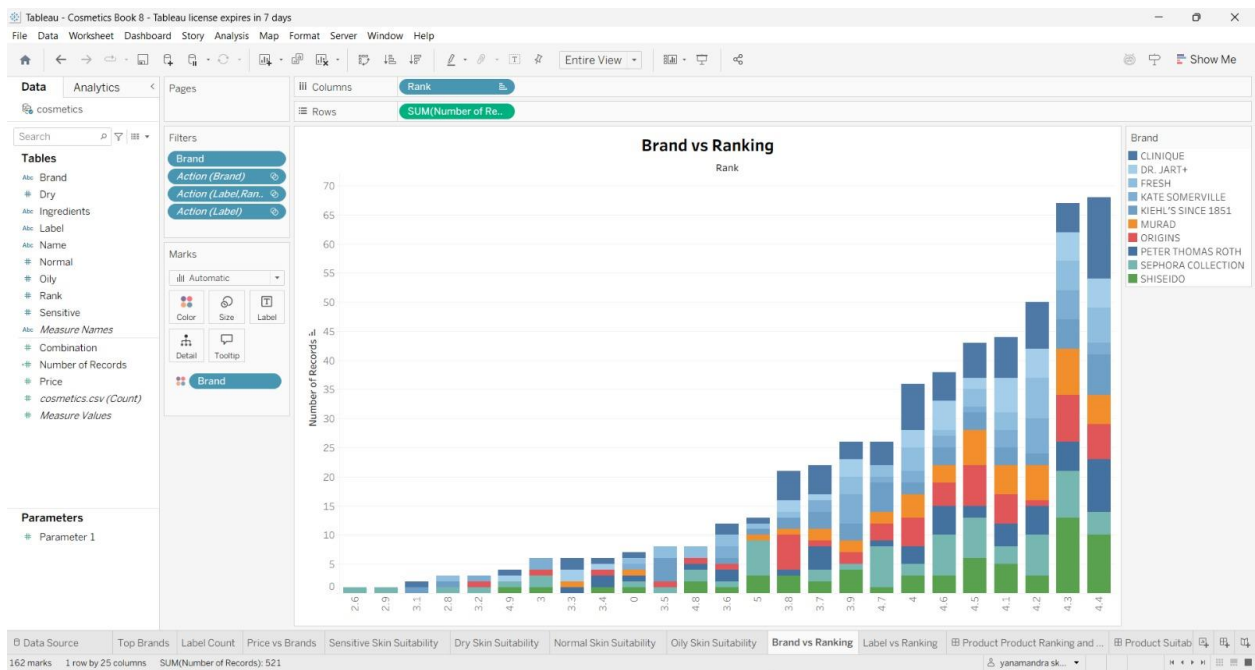 Tableau - Cosmetics Book 8 - Tableau license expires in 7 days
File Data Worksheet Dashboard Story Analysis Map Format Server Window Help
Entire View
Show Me
Data Analytics
cosmetics
Search
Tables
Abc Brand
# Dry
Abc Ingredients
Abc Label
Abc Name
# Normal
# Oily
# Rank
# Sensitive
Abc Measure Names
# Combination
# Number of Records
# Price
# cosmetics.csv (Count)
# Measure Values
Parameters
# Parameter 1
Pages
Filters
Brand
Action (Brand)
Action (Label,Ran..
Action (Label)
Marks
Automatic
Color Size Label
Detail Tooltip
Brand
Columns Rank
Rows SUM(Number of Re..
Brand vs Ranking
Rank
Number of Records
70
65
60
55
50
45
40
35
30
25
20
15
10
5
0
2.6 2.9 3.1 2.8 3.2 4.9 3 3.3 3.4 0 3.5 4.8 3.6 5 3.8 3.7 3.9 4.7 4 4.6 4.5 4.1 4.2 4.3 4.4
Brand
CLINIQUE
DR. JART+
FRESH
KATE SOMERVILLE
KIEHL'S SINCE 1851
MURAD
ORIGINS
PETER THOMAS ROTH
SEPHORA COLLECTION
SHISEIDO
Data Source Top Brands Label Count Price vs Brands Sensitive Skin Suitability Dry Skin Suitability Normal Skin Suitability Oily Skin Suitability Brand vs Ranking Label vs Ranking Product Product Ranking and ... Product Suitab
162 marks 1 row by 25 columns SUM(Number of Records): 521 yanamandra sk...